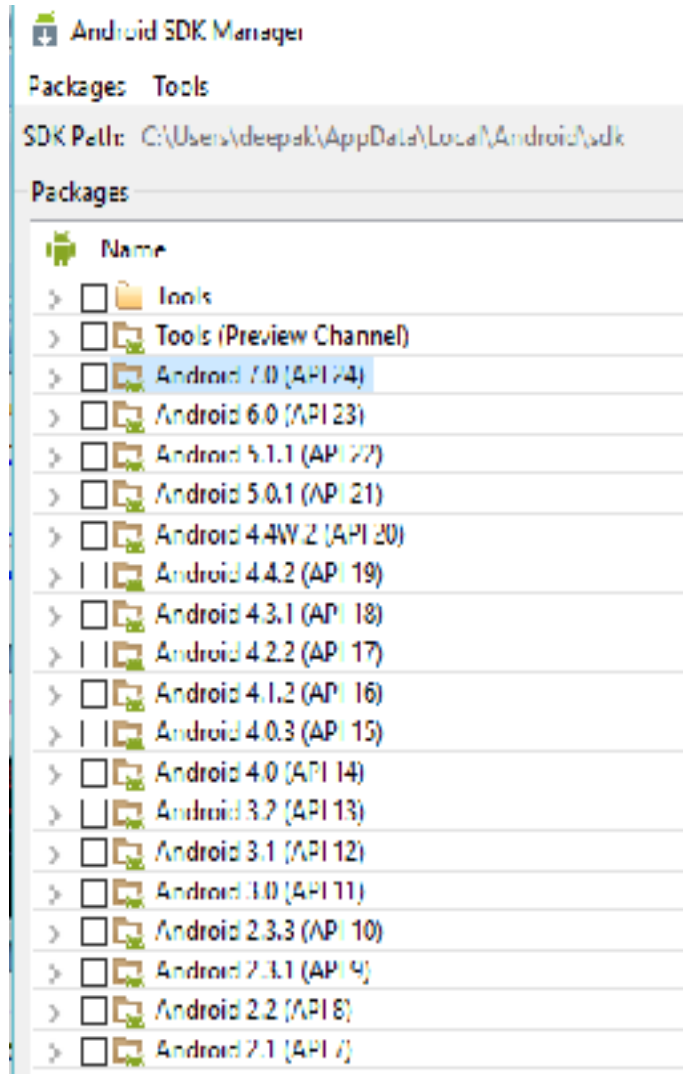 Android SDK Manager
Packages Tools
SDK Path: C:\Users\deepak\AppData\Local\Android\sdk
Packages
Name
Tools
Tools (Preview Channel)
Android 7.0 (API 24)
Android 6.0 (API 23)
Android 5.1.1 (API 22)
Android 5.0.1 (API 21)
Android 4.4W.2 (API 20)
Android 4.4.2 (API 19)
Android 4.3.1 (API 18)
Android 4.2.2 (API 17)
Android 4.1.2 (API 16)
Android 4.0.3 (API 15)
Android 4.0 (API 14)
Android 3.2 (API 13)
Android 3.1 (API 12)
Android 3.0 (API 11)
Android 2.3.3 (API 10)
Android 2.3.1 (API 9)
Android 2.2 (API 8)
Android 2.1 (API 7)